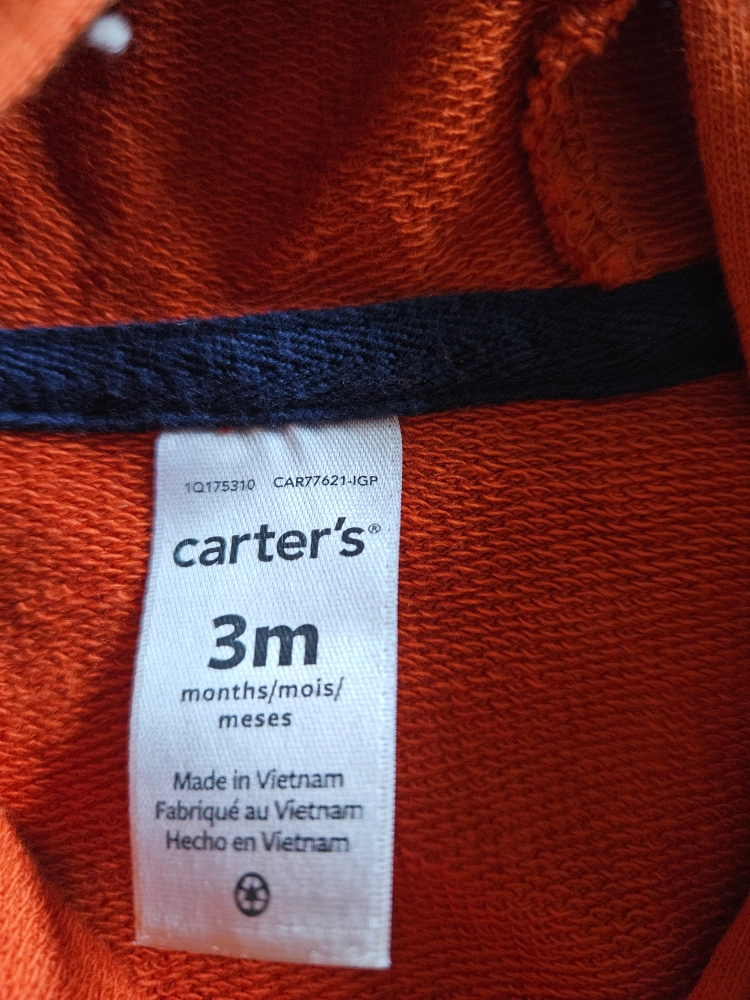 1Q175310 CAR77621-IGP
carter's®
3m
months/mois/
meses
Made in Vietnam
Fabriqué au Vietnam
Hecho en Vietnam